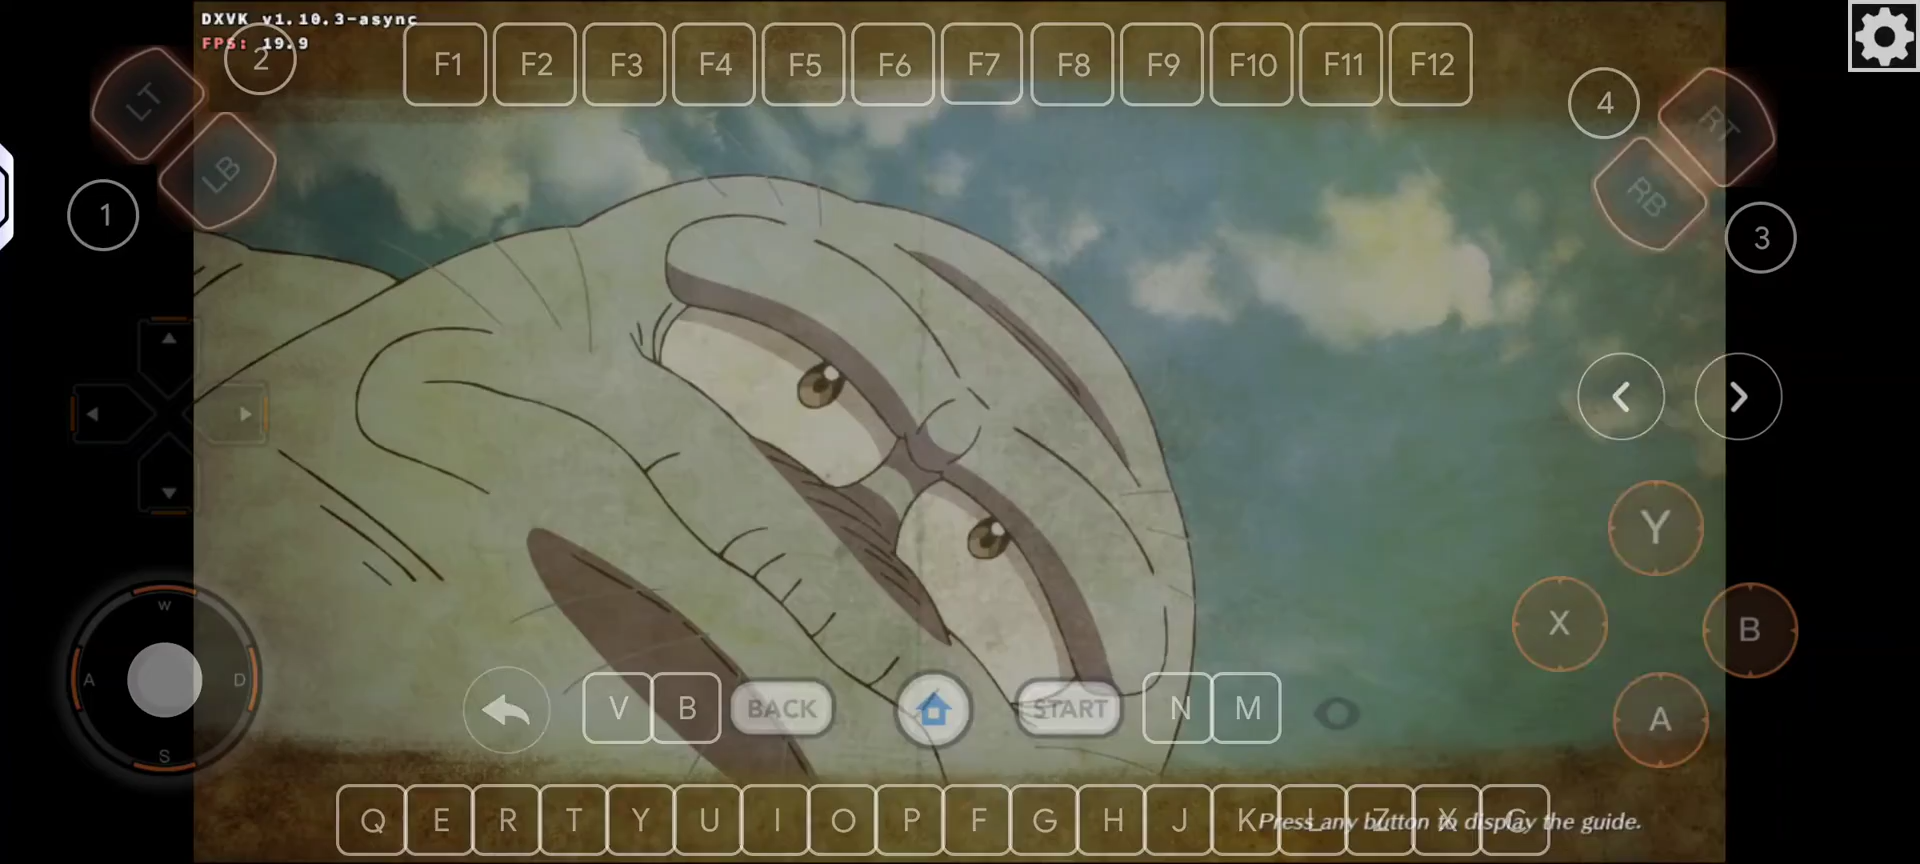 DXVK v1.10.3-async
FPS: 19.9
F1 F2 F3 F4 F5 F6 F7 F8 F9 F10 F11 F12
2
4
LT
RT
LB
RB
1
3
Y
W
X
B
A
D
S
A
V B BACK START N M
Q E R T Y U I O P F G H J K L Z X C
Press any button to display the guide.